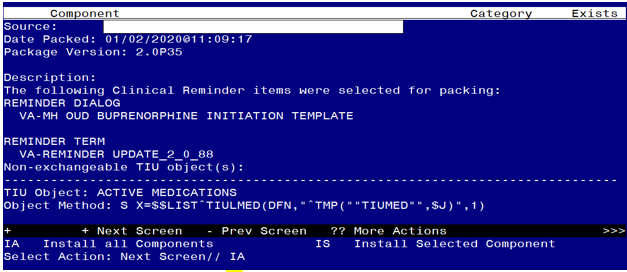 Component Category Exists
Source:
Date Packed: 01/02/2020@11:09:17
Package Version: 2.0P35
Description:
The following Clinical Reminder items were selected for packing:
REMINDER DIALOG
VA-MH OUD BUPRENORPHINE INITIATION TEMPLATE
REMINDER TERM
VA-REMINDER UPDATE_2_0_88
Non-exchangeable TIU object(s):
--------------------------------------------------------------------------------
TIU Object: ACTIVE MEDICATIONS
Object Method: S X=$$LIST^TIULMED(DFN,"^TMP(""TIUMED"",$J)",1)
+ + Next Screen - Prev Screen ?? More Actions >>>
IA Install all Components IS Install Selected Component
Select Action: Next Screen// IA